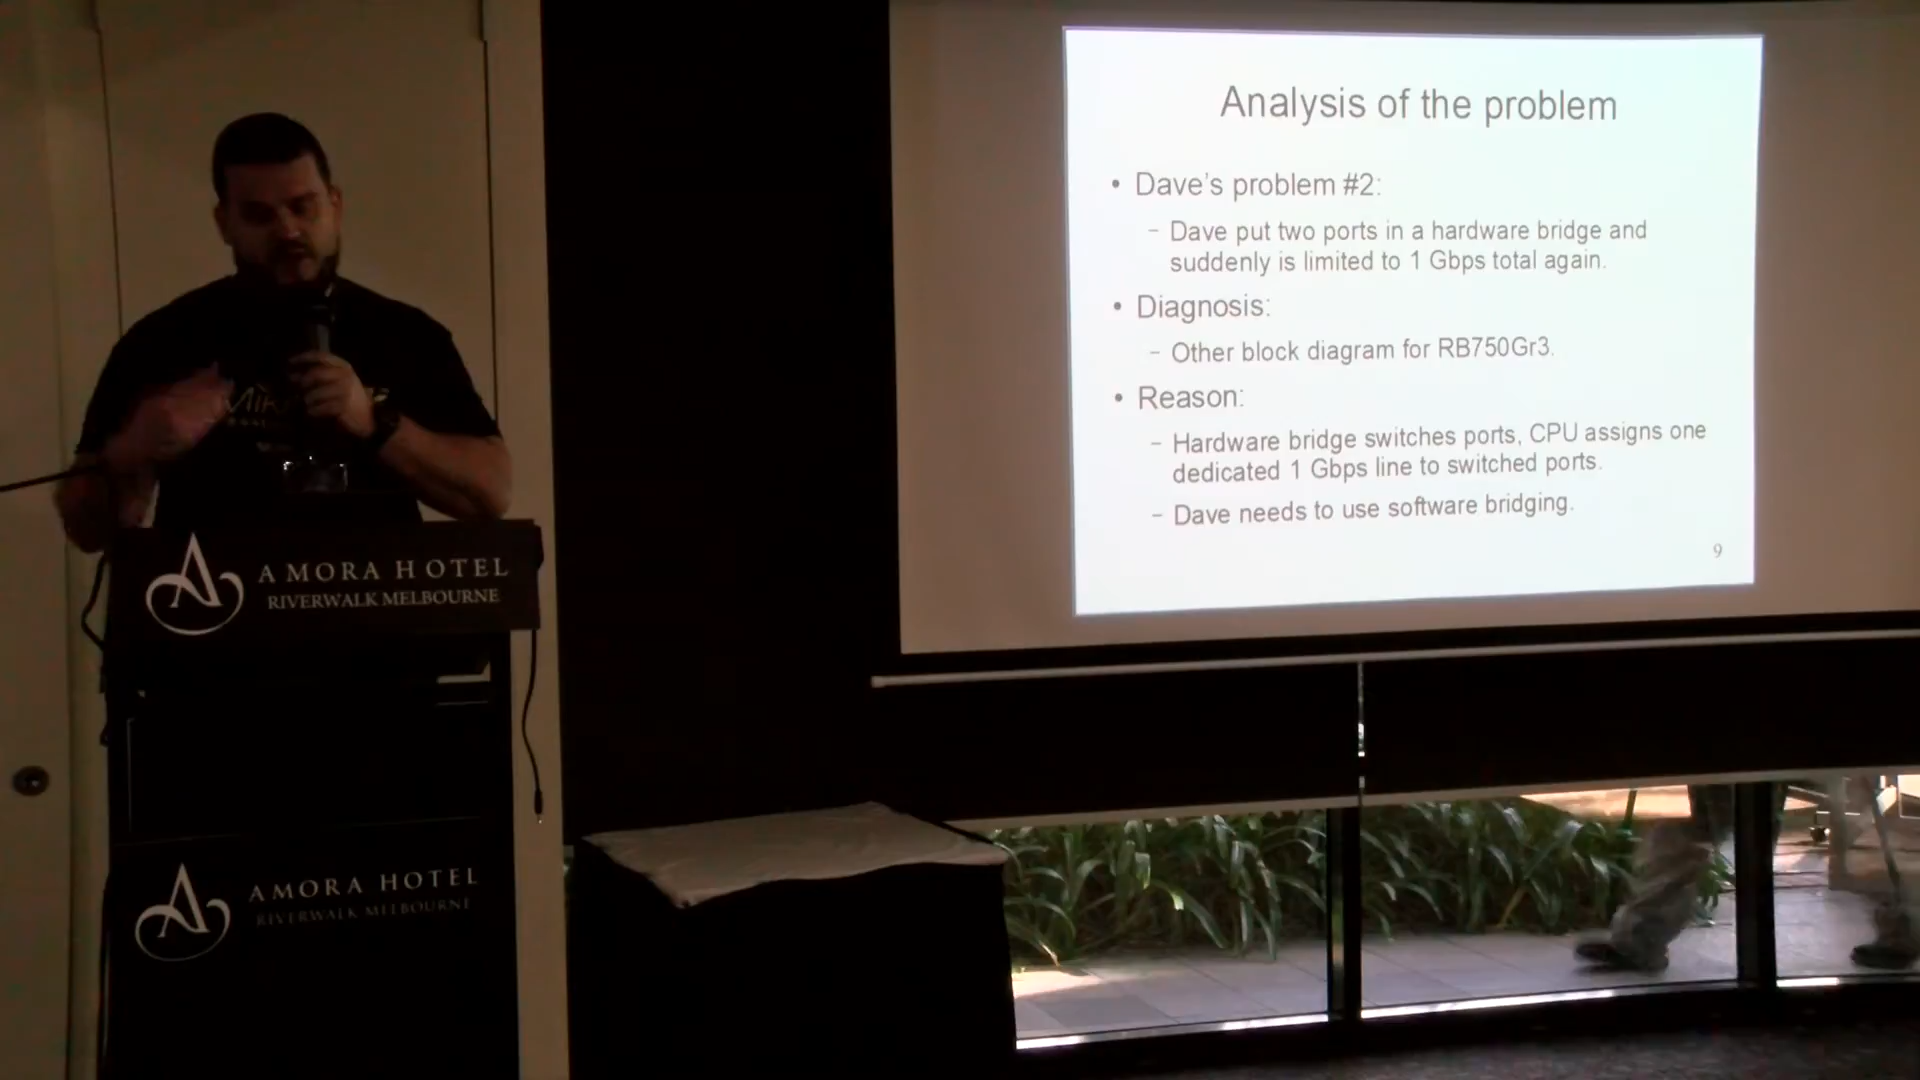 Analysis of the problem
• Dave's problem #2:
– Dave put two ports in a hardware bridge and
suddenly is limited to 1 Gbps total again.
• Diagnosis:
– Other block diagram for RB750Gr3.
• Reason:
– Hardware bridge switches ports, CPU assigns one
dedicated 1 Gbps line to switched ports.
– Dave needs to use software bridging.
9
AMORA HOTEL
RIVERWALK MELBOURNE
AMORA HOTEL
RIVERWALK MELBOURNE